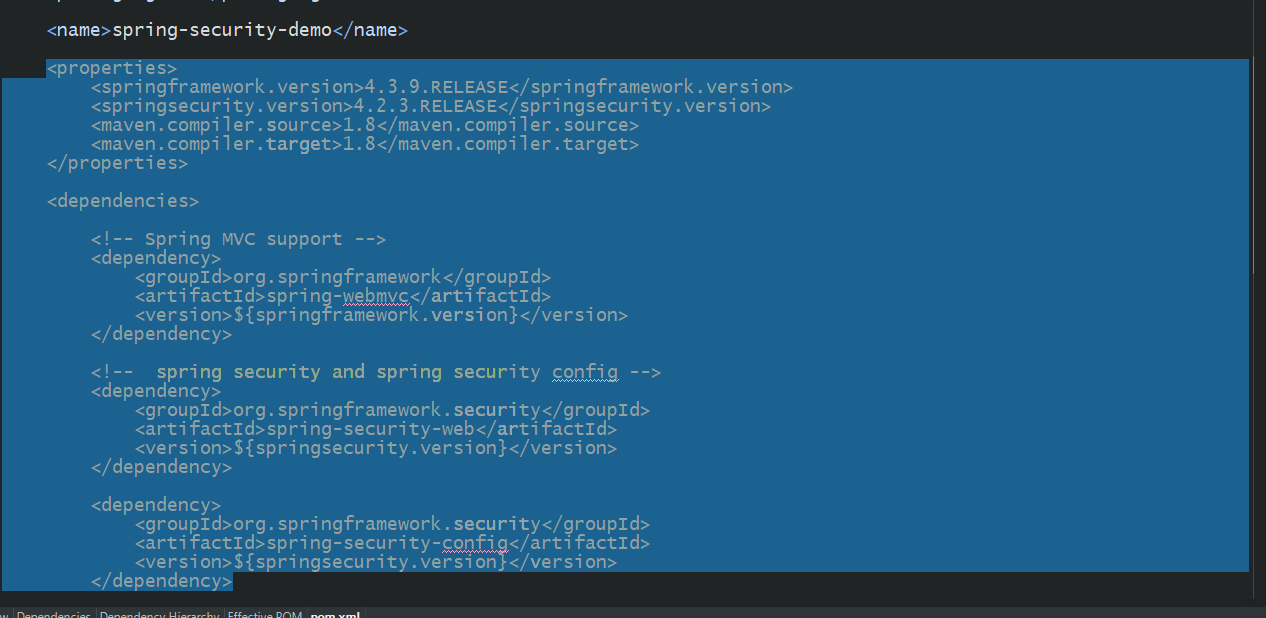 <name>spring-security-demo</name>
<properties>
<springframework.version>4.3.9.RELEASE</springframework.version>
<springsecurity.version>4.2.3.RELEASE</springsecurity.version>
<maven.compiler.source>1.8</maven.compiler.source>
<maven.compiler.target>1.8</maven.compiler.target>
</properties>
<dependencies>
<!-- Spring MVC support -->
<dependency>
<groupId>org.springframework</groupId>
<artifactId>spring-webmvc</artifactId>
<version>${springframework.version}</version>
</dependency>
<!--  spring security and spring security config -->
<dependency>
<groupId>org.springframework.security</groupId>
<artifactId>spring-security-web</artifactId>
<version>${springsecurity.version}</version>
</dependency>
<dependency>
<groupId>org.springframework.security</groupId>
<artifactId>spring-security-config</artifactId>
<version>${springsecurity.version}</version>
</dependency>
Dependencies Dependency Hierarchy Effective POM pom.xml